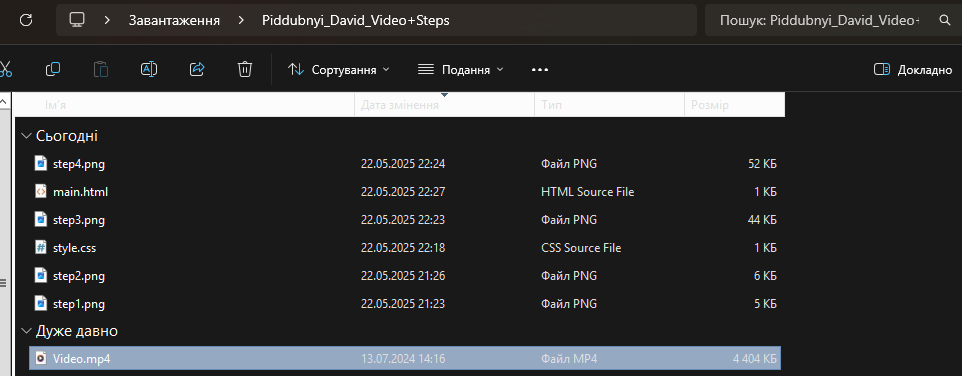 Завантаження Piddubnyi_David_Video+Steps Пошук: Piddubnyi_David_Video+
Сортування Подання Докладно
Ім'я Дата змінення Тип Розмір
Сьогодні
step4.png 22.05.2025 22:24 Файл PNG 52 КБ
main.html 22.05.2025 22:27 HTML Source File 1 КБ
step3.png 22.05.2025 22:23 Файл PNG 44 КБ
style.css 22.05.2025 22:18 CSS Source File 1 КБ
step2.png 22.05.2025 21:26 Файл PNG 6 КБ
step1.png 22.05.2025 21:23 Файл PNG 5 КБ
Дуже давно
Video.mp4 13.07.2024 14:16 Файл MP4 4 404 КБ